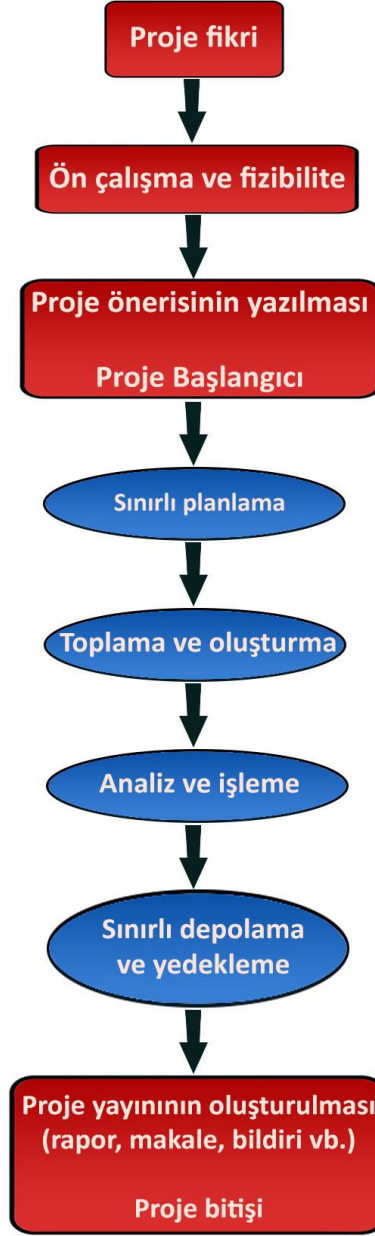 Proje fikri
Ön çalışma ve fizibilite
Proje önerisinin yazılması
Proje Başlangıcı
Sınırlı planlama
Toplama ve oluşturma
Analiz ve işleme
Sınırlı depolama
ve yedekleme
Proje yayınının oluşturulması
(rapor, makale, bildiri vb.)
Proje bitişi